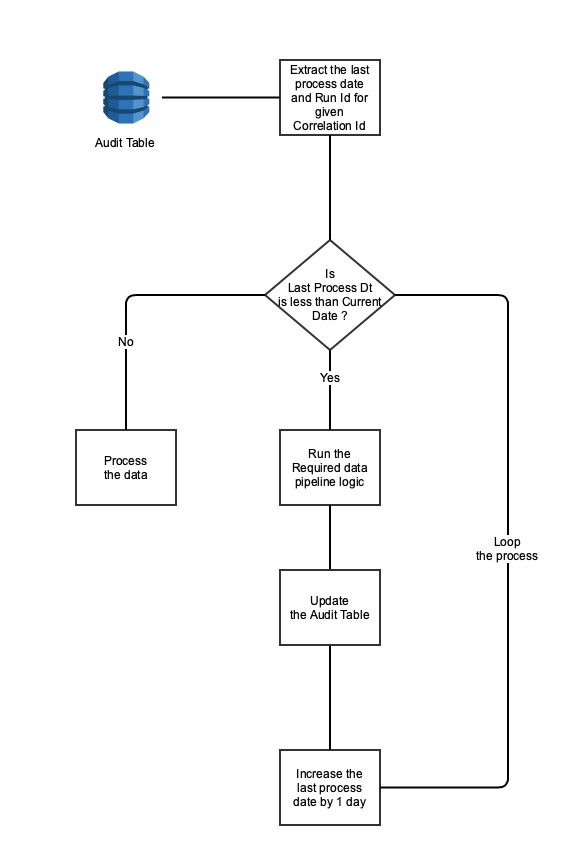 Extract the last
process date
and Run Id for
given
Correlation Id
Audit Table
Is
Last Process Dt
is less than Current
Date ?
No
Yes
Process
the data
Run the
Required data
pipeline logic
Loop
the process
Update
the Audit Table
Increase the
last process
date by 1 day